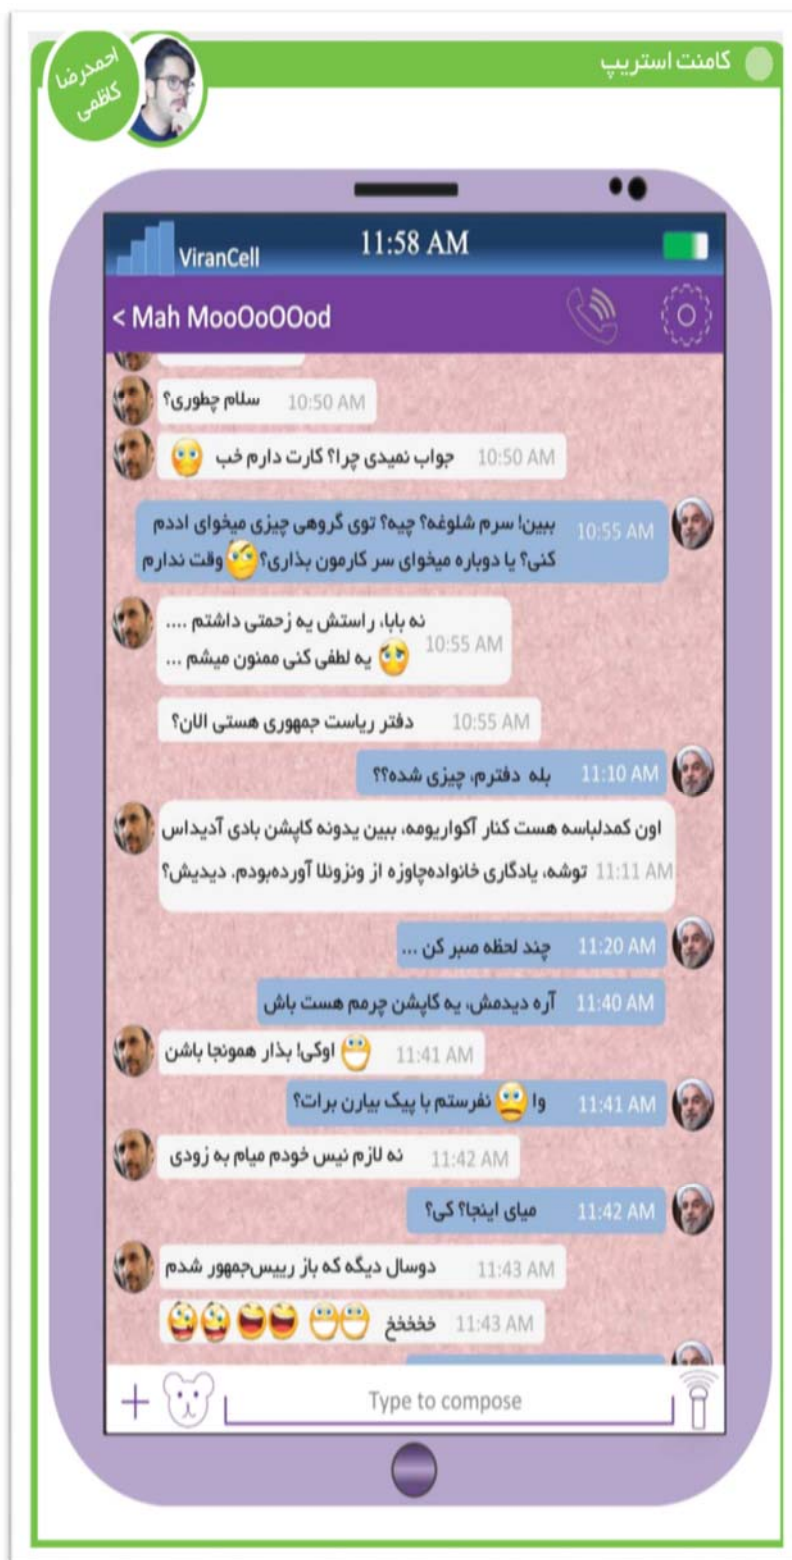 کامنت استریپ
احمدرضا
کاظمی
ViranCell
11:58 AM
< Mah MooOoOOod
سلام چطوری؟ 10:50 AM
جواب نمیدی چرا؟ کارت دارم خب 10:50 AM
ببین! سرم شلوغه؟ چیه؟ توی گروهی چیزی میخوای اددم 10:55 AM
کنی؟ یا دوباره میخوای سر کارمون بذاری؟ وقت ندارم
نه بابا، راستش یه زحمتی داشتم ....
یه لطفی کنی ممنون میشم ... 10:55 AM
دفتر ریاست جمهوری هستی الان؟ 10:55 AM
بله دفترم، چیزی شده؟؟ 11:10 AM
اون کمدلباسه هست کنار آکواریومه، ببین یدونه کاپشن بادی آدیداس
توشه، یادگاری خانواده‌چاوزه از ونزوئلا آورده‌بودم. دیدیش؟ 11:11 AM
چند لحظه صبر کن ... 11:20 AM
آره دیدمش، یه کاپشن چرمم هست باش 11:40 AM
اوکی! بذار همونجا باشن 11:41 AM
وا نفرستم با پیک بیارن برات؟ 11:41 AM
نه لازم نیس خودم میام به زودی 11:42 AM
میای اینجا؟ کی؟ 11:42 AM
دوسال دیگه که باز رییس‌جمهور شدم 11:43 AM
خخخخخ 11:43 AM
Type to compose